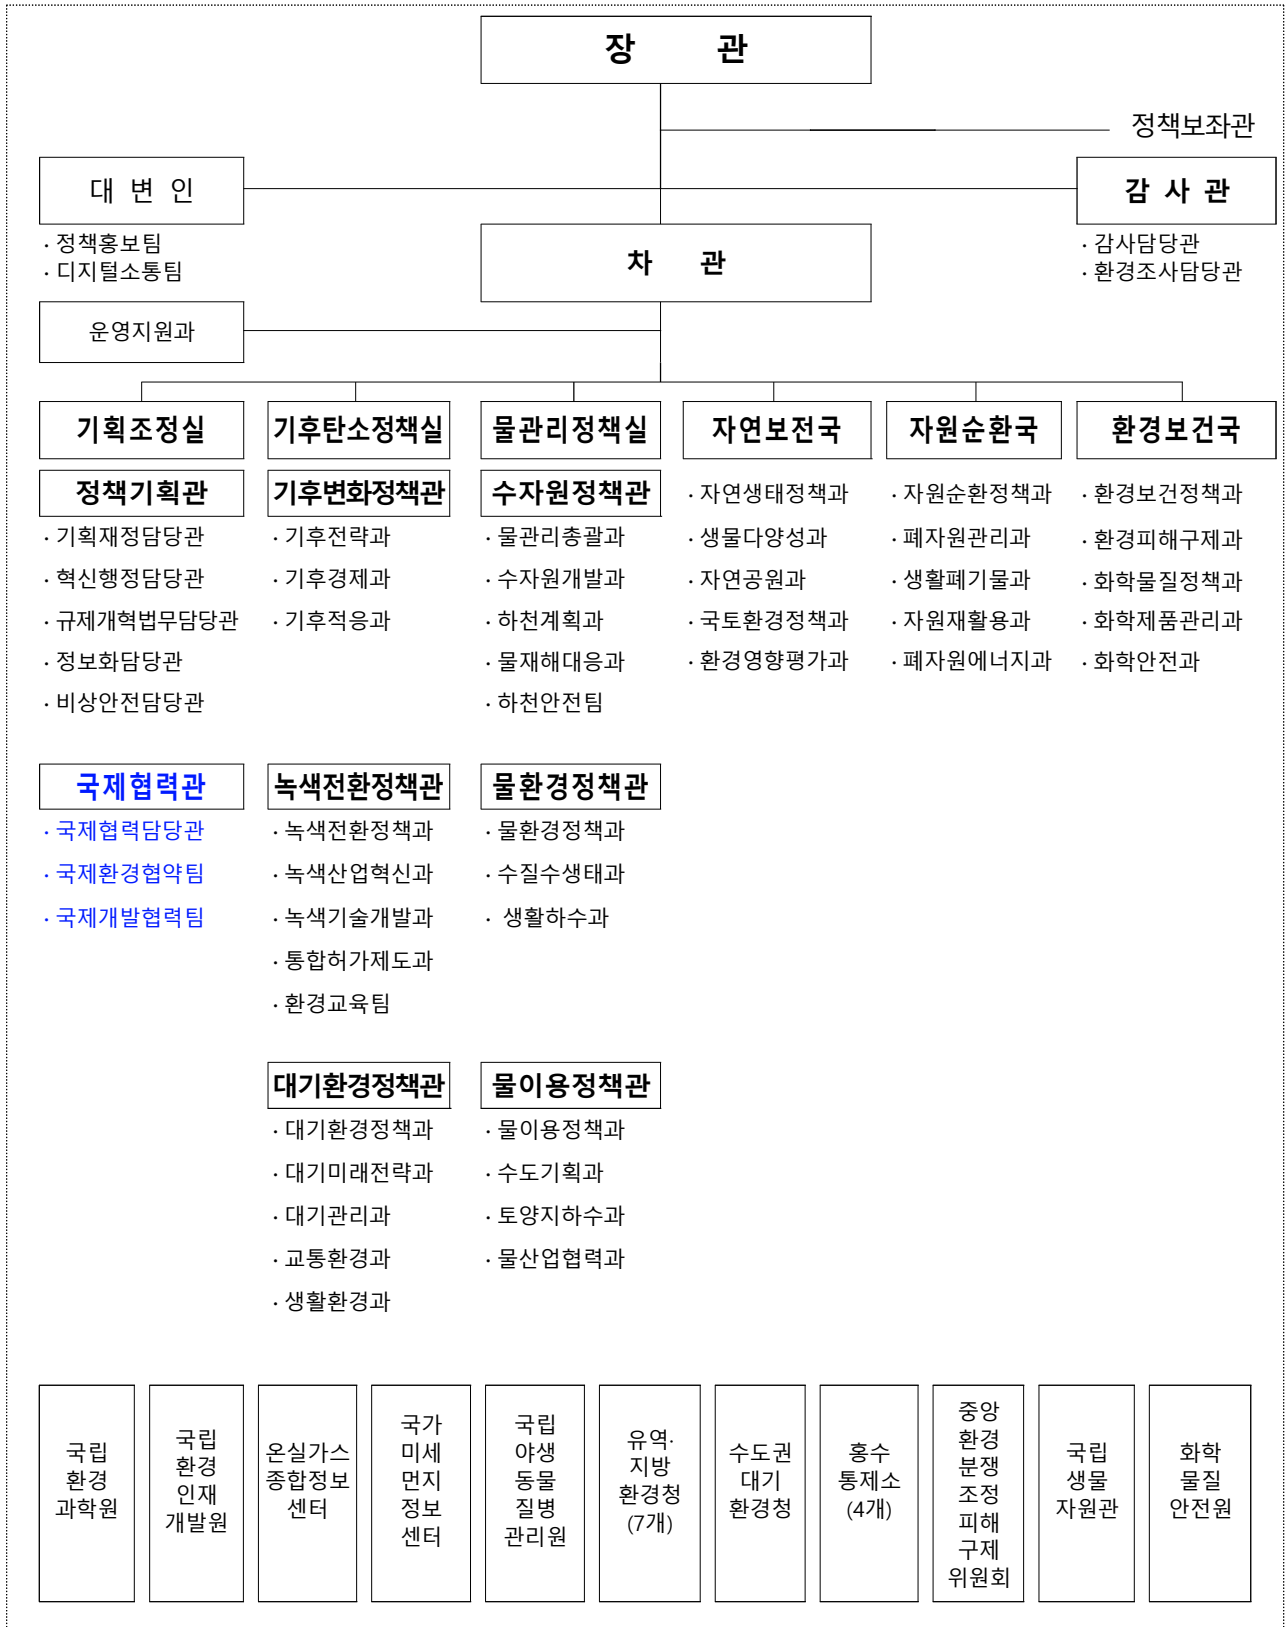 장 관
정책보좌관
대 변 인
감 사 관
· 정책홍보팀
· 디지털소통팀
차 관
· 감사담당관
· 환경조사담당관
운영지원과
기획조정실
기후탄소정책실
물관리정책실
자연보전국
자원순환국
환경보건국
정책기획관
· 기획재정담당관
· 혁신행정담당관
· 규제개혁법무담당관
· 정보화담당관
· 비상안전담당관
기후변화정책관
· 기후전략과
· 기후경제과
· 기후적응과
수자원정책관
· 물관리총괄과
· 수자원개발과
· 하천계획과
· 물재해대응과
· 하천안전팀
· 자연생태정책과
· 생물다양성과
· 자연공원과
· 국토환경정책과
· 환경영향평가과
· 자원순환정책과
· 폐자원관리과
· 생활폐기물과
· 자원재활용과
· 폐자원에너지과
· 환경보건정책과
· 환경피해구제과
· 화학물질정책과
· 화학제품관리과
· 화학안전과
국제협력관
· 국제협력담당관
· 국제환경협약팀
· 국제개발협력팀
녹색전환정책관
· 녹색전환정책과
· 녹색산업혁신과
· 녹색기술개발과
· 통합허가제도과
· 환경교육팀
물환경정책관
· 물환경정책과
· 수질수생태과
· 생활하수과
대기환경정책관
· 대기환경정책과
· 대기미래전략과
· 대기관리과
· 교통환경과
· 생활환경과
물이용정책관
· 물이용정책과
· 수도기획과
· 토양지하수과
· 물산업협력과
국립
환경
과학원
국립
환경
인재
개발원
온실가스
종합정보
센터
국가
미세
먼지
정보
센터
국립
야생
동물
질병
관리원
유역·
지방
환경청
(7개)
수도권
대기
환경청
홍수
통제소
(4개)
중앙
환경
분쟁
조정
피해
구제
위원회
국립
생물
자원관
화학
물질
안전원